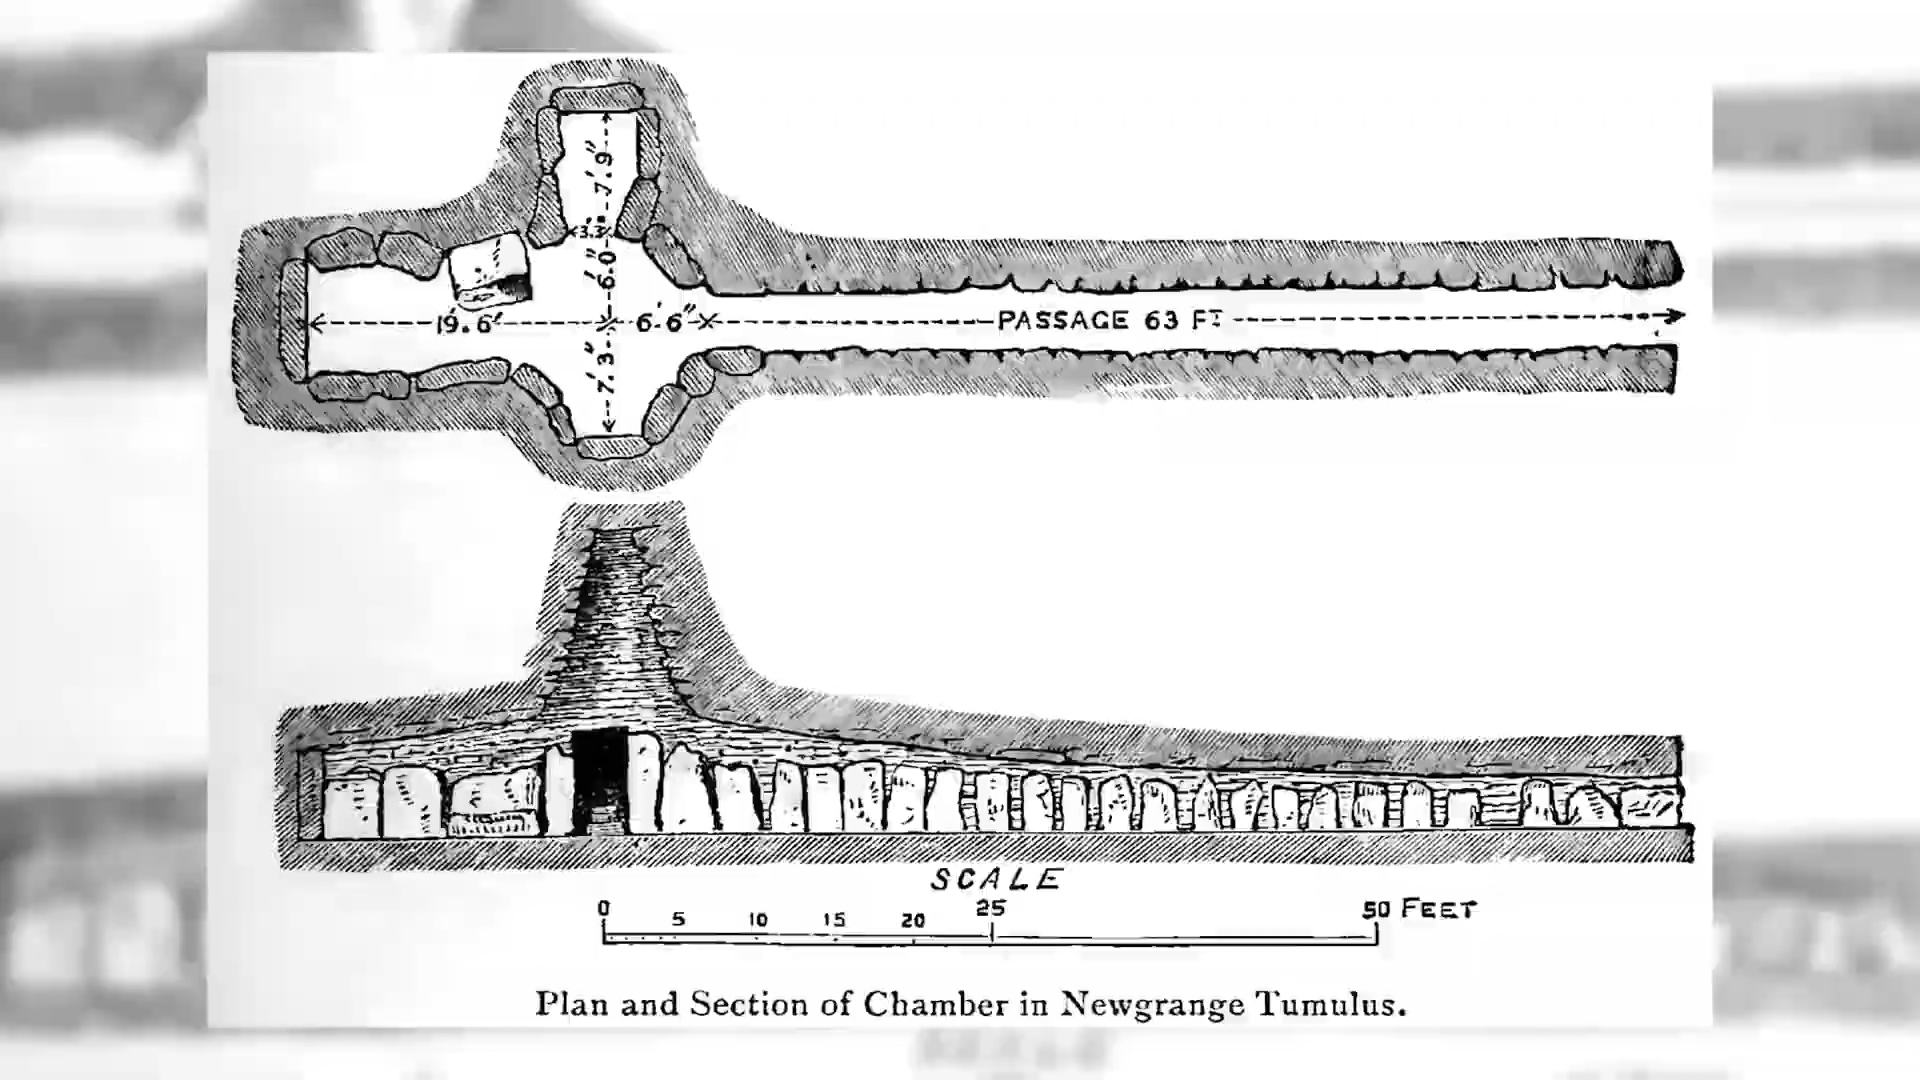 7'.9"
3.3"
6'.0"
19'.6"
6'.6"
PASSAGE 63 FT
7'.3"
SCALE
0 5 10 15 20 25 50 FEET
Plan and Section of Chamber in Newgrange Tumulus.